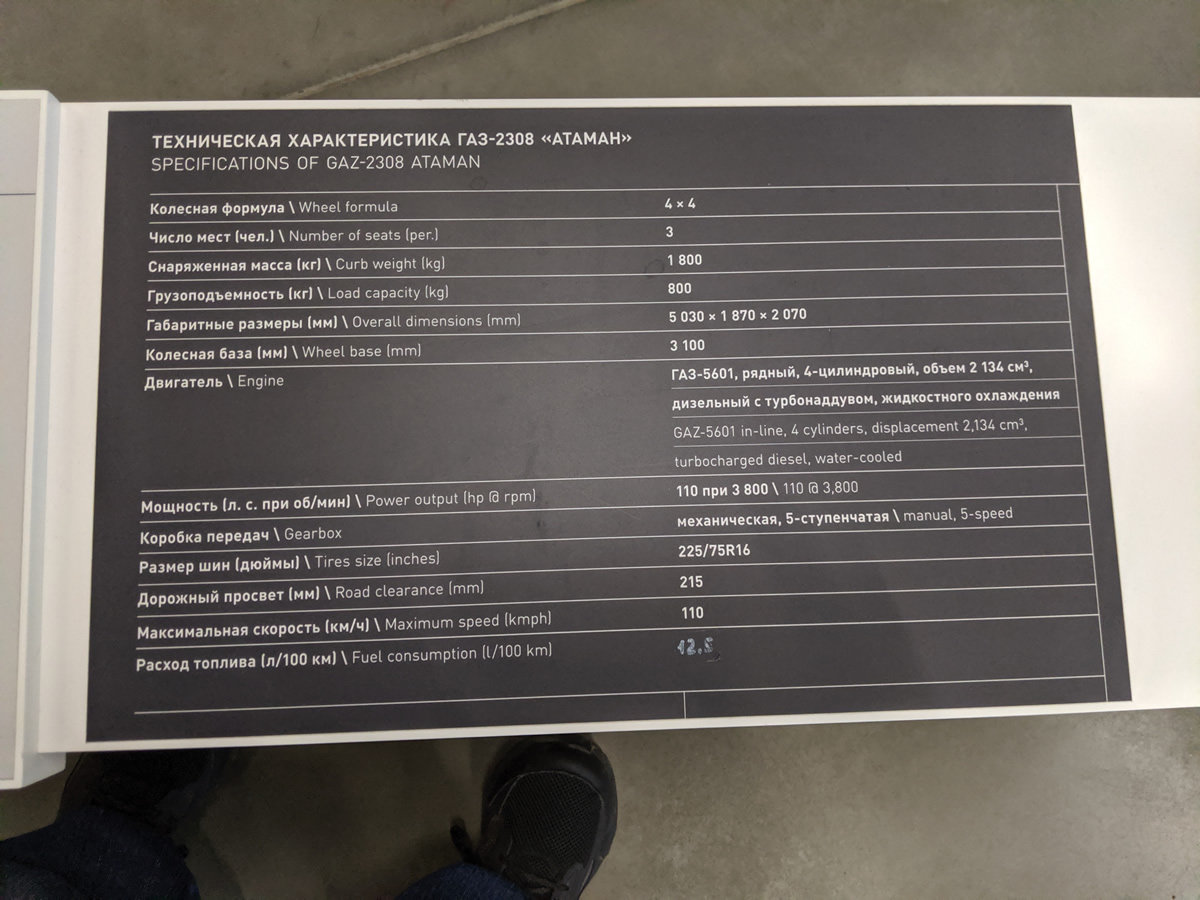 ТЕХНИЧЕСКАЯ ХАРАКТЕРИСТИКА ГАЗ-2308 «АТАМАН»
SPECIFICATIONS OF GAZ-2308 ATAMAN
Колесная формула \ Wheel formula 4 × 4
Число мест (чел.) \ Number of seats (per.) 3
Снаряженная масса (кг) \ Curb weight (kg) 1 800
Грузоподъемность (кг) \ Load capacity (kg) 800
Габаритные размеры (мм) \ Overall dimensions (mm) 5 030 × 1 870 × 2 070
Колесная база (мм) \ Wheel base (mm) 3 100
Двигатель \ Engine ГАЗ-5601, рядный, 4-цилиндровый, объем 2 134 см³,
дизельный с турбонаддувом, жидкостного охлаждения
GAZ-5601 in-line, 4 cylinders, displacement 2,134 cm³,
turbocharged diesel, water-cooled
Мощность (л. с. при об/мин) \ Power output (hp @ rpm) 110 при 3 800 \ 110 @ 3,800
Коробка передач \ Gearbox механическая, 5-ступенчатая \ manual, 5-speed
Размер шин (дюймы) \ Tires size (inches) 225/75R16
Дорожный просвет (мм) \ Road clearance (mm) 215
Максимальная скорость (км/ч) \ Maximum speed (kmph) 110
Расход топлива (л/100 км) \ Fuel consumption (l/100 km) 12.5